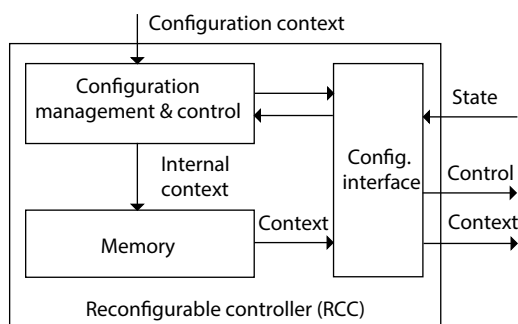 Configuration context
Configuration
management & control
State
Config.
interface
Internal
context
Control
Context
Context
Memory
Reconfigurable controller (RCC)